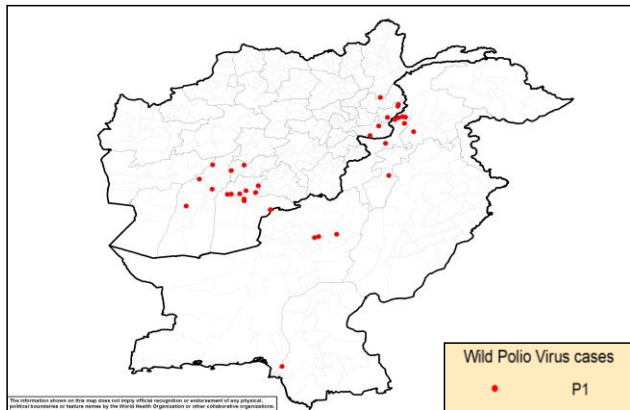 Wild Polio Virus cases
P1
The information shown on this map does not imply official recognition or endorsement of any physical,
political boundaries or feature names by the World Health Organization or other collaborative organizations.